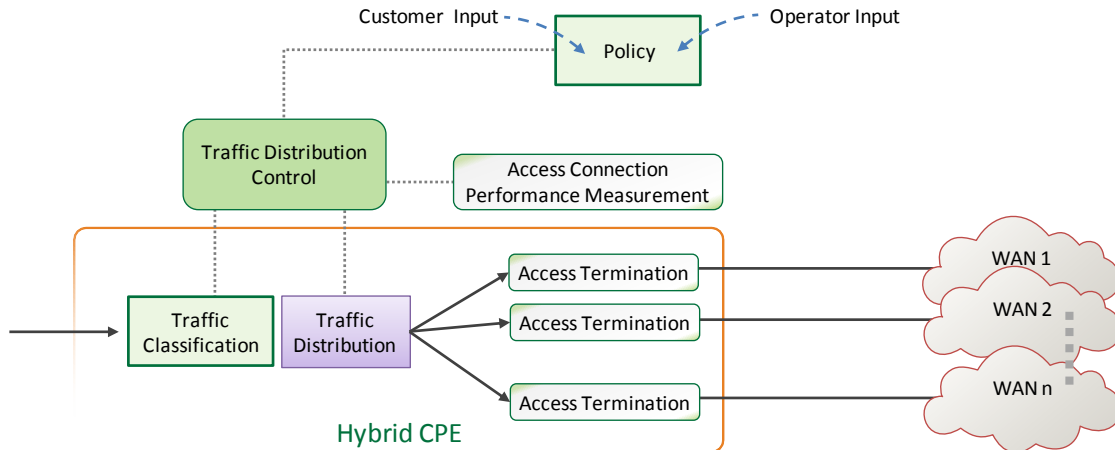 Customer Input
Operator Input
Policy
Traffic Distribution
Control
Access Connection
Performance Measurement
Access Termination
WAN 1
Traffic
Classification
Traffic
Distribution
Access Termination
WAN 2
Access Termination
WAN n
Hybrid CPE